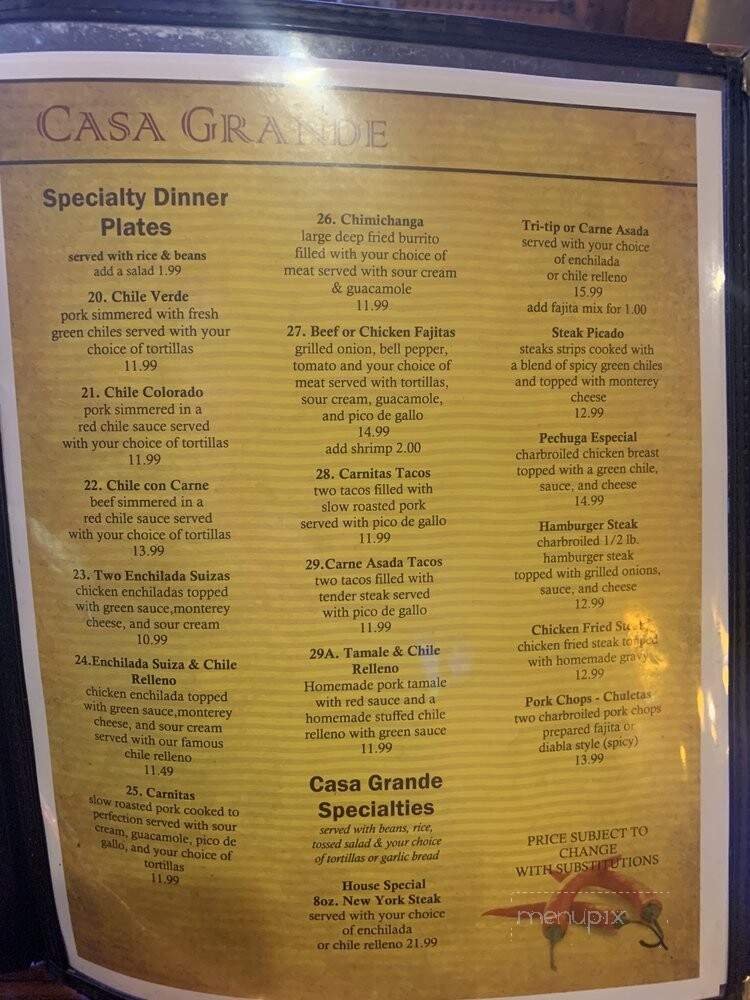 CASA GRANDE
Specialty Dinner
Plates
served with rice & beans
add a salad 1.99
20. Chile Verde
pork simmered with fresh
green chiles served with your
choice of tortillas
11.99
21. Chile Colorado
pork simmered in a
red chile sauce served
with your choice of tortillas
11.99
22. Chile con Carne
beef simmered in a
red chile sauce served
with your choice of tortillas
13.99
23. Two Enchilada Suizas
chicken enchiladas topped
with green sauce,monterey
cheese, and sour cream
10.99
24.Enchilada Suiza & Chile
Relleno
chicken enchilada topped
with green sauce,monterey
cheese, and sour cream
served with our famous
chile relleno
11.49
25. Carnitas
slow roasted pork cooked to
perfection served with sour
cream, guacamole, pico de
gallo, and your choice of
tortillas
11.99
26. Chimichanga
large deep fried burrito
filled with your choice of
meat served with sour cream
& guacamole
11.99
27. Beef or Chicken Fajitas
grilled onion, bell pepper,
tomato and your choice of
meat served with tortillas,
sour cream, guacamole,
and pico de gallo
14.99
add shrimp 2.00
28. Carnitas Tacos
two tacos filled with
slow roasted pork
served with pico de gallo
11.99
29.Carne Asada Tacos
two tacos filled with
tender steak served
with pico de gallo
11.99
29A. Tamale & Chile
Relleno
Homemade pork tamale
with red sauce and a
homemade stuffed chile
relleno with green sauce
11.99
Casa Grande
Specialties
served with beans, rice,
tossed salad & your choice
of tortillas or garlic bread
House Special
8oz. New York Steak
served with your choice
of enchilada
or chile relleno 21.99
Tri-tip or Carne Asada
served with your choice
of enchilada
or chile relleno
15.99
add fajita mix for 1.00
Steak Picado
steaks strips cooked with
a blend of spicy green chiles
and topped with monterey
cheese
12.99
Pechuga Especial
charbroiled chicken breast
topped with a green chile,
sauce, and cheese
14.99
Hamburger Steak
charbroiled 1/2 lb.
hamburger steak
topped with grilled onions,
sauce, and cheese
12.99
Chicken Fried
chicken fried steak topped
with homemade gravy
12.99
Pork Chops - Chuletas
two charbroiled pork chops
prepared fajita or
diabla style (spicy)
13.99
PRICE SUBJECT TO
CHANGE
WITH SUBSTITUTIONS
menupix